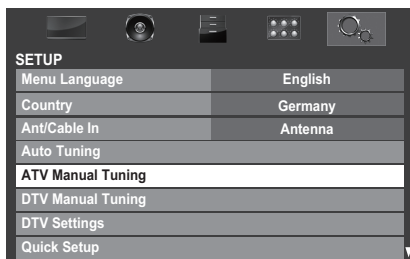 SETUP
Menu Language English
Country Germany
Ant/Cable In Antenna
Auto Tuning
ATV Manual Tuning
DTV Manual Tuning
DTV Settings
Quick Setup